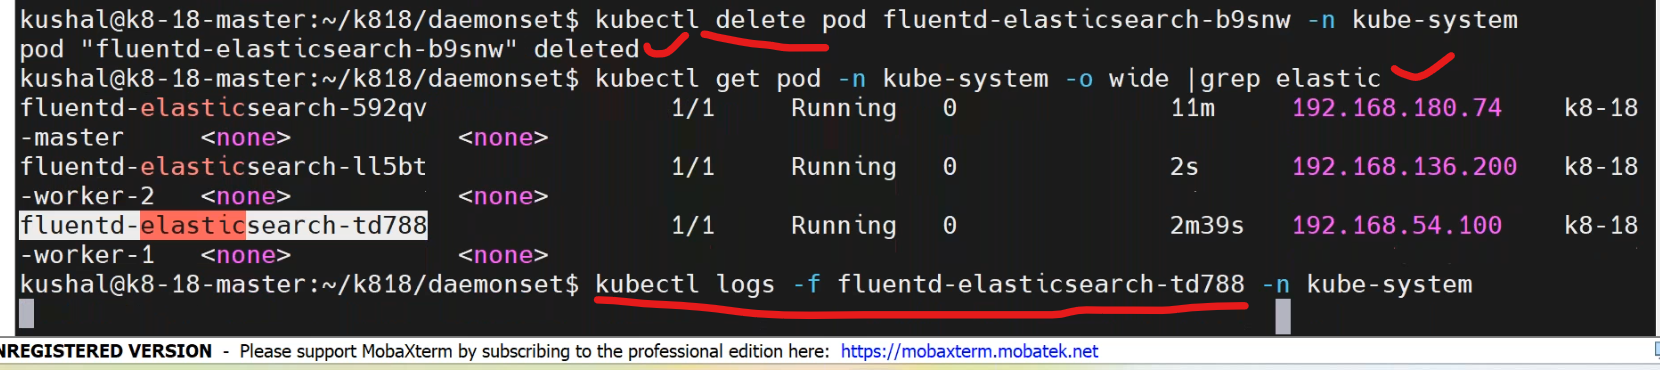 kushal@k8-18-master:~/k818/daemonset$ kubectl delete pod fluentd-elasticsearch-b9snw -n kube-system
pod "fluentd-elasticsearch-b9snw" deleted
kushal@k8-18-master:~/k818/daemonset$ kubectl get pod -n kube-system -o wide |grep elastic
fluentd-elasticsearch-592qv 1/1 Running 0 11m 192.168.180.74 k8-18
-master <none> <none>
fluentd-elasticsearch-ll5bt 1/1 Running 0 2s 192.168.136.200 k8-18
-worker-2 <none> <none>
fluentd-elasticsearch-td788 1/1 Running 0 2m39s 192.168.54.100 k8-18
-worker-1 <none> <none>
kushal@k8-18-master:~/k818/daemonset$ kubectl logs -f fluentd-elasticsearch-td788 -n kube-system
NREGISTERED VERSION - Please support MobaXterm by subscribing to the professional edition here: https://mobaxterm.mobatek.net